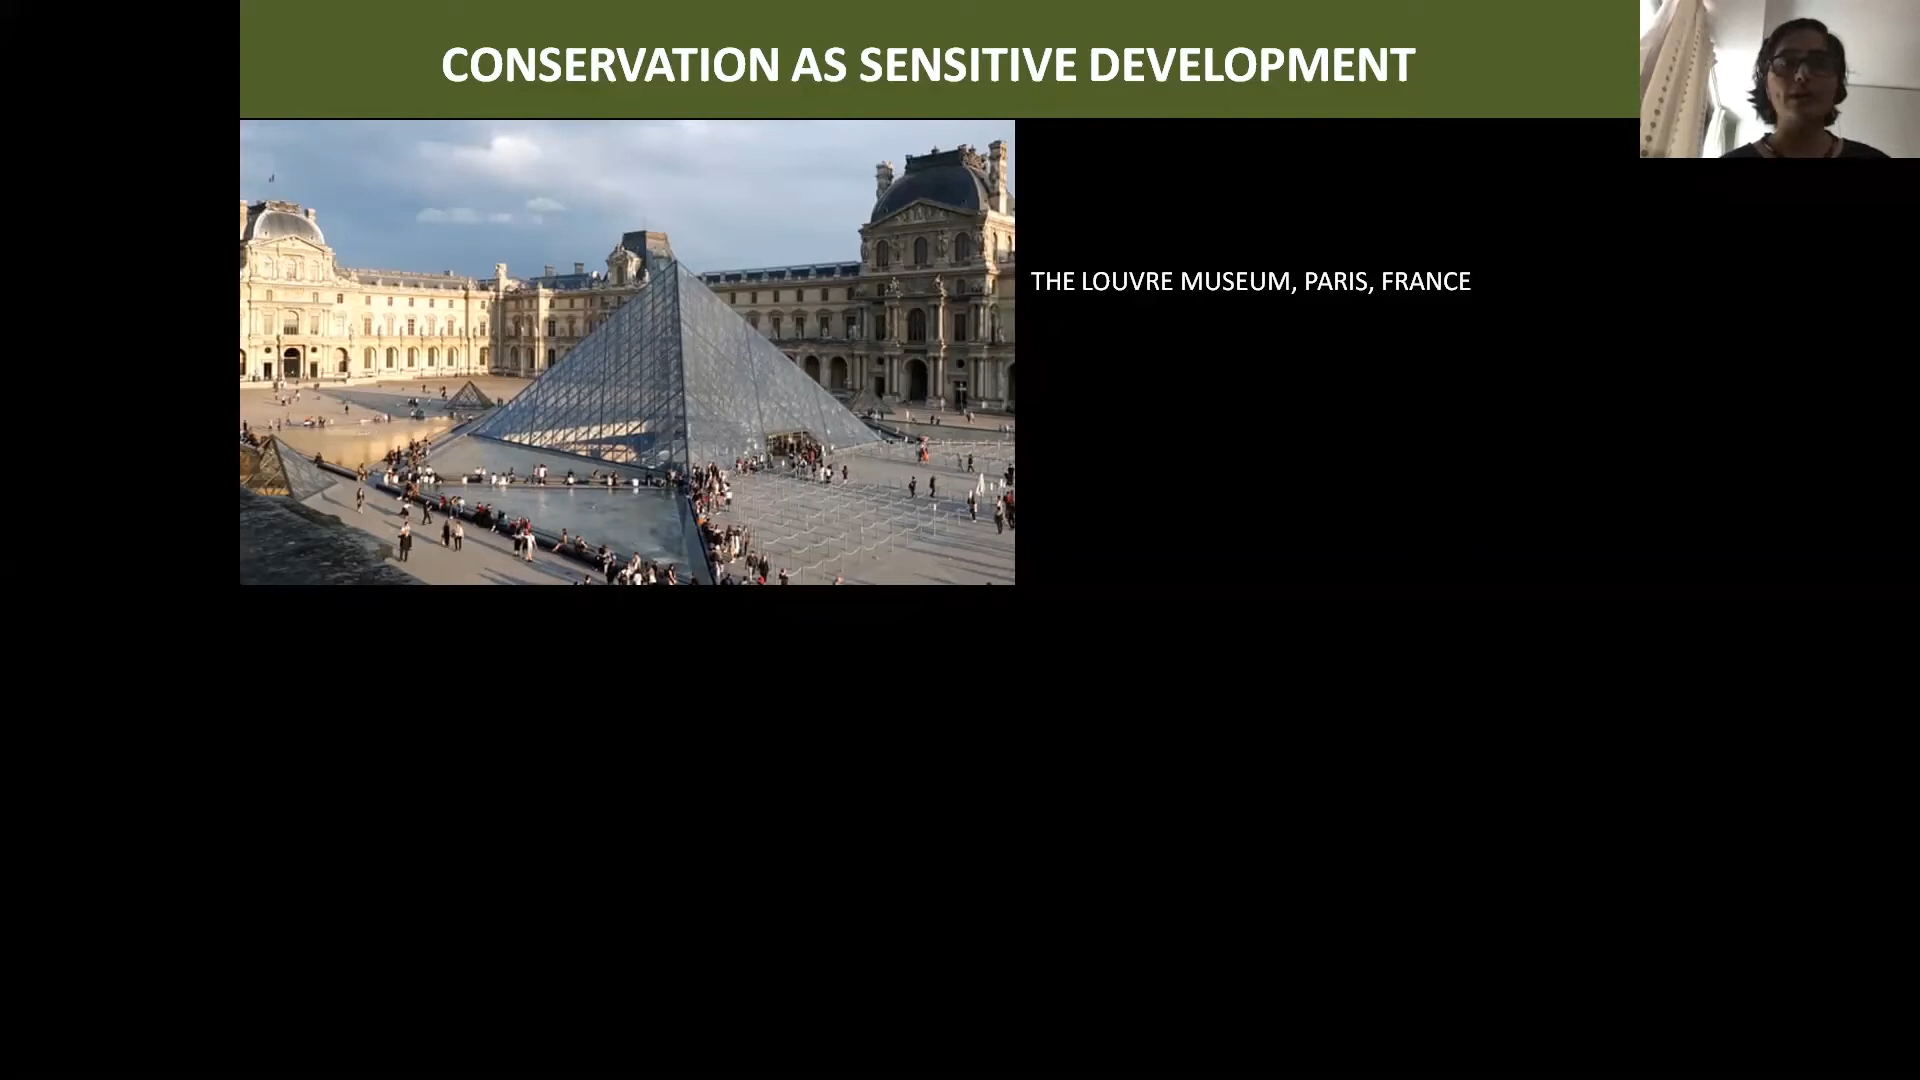 CONSERVATION AS SENSITIVE DEVELOPMENT
THE LOUVRE MUSEUM, PARIS, FRANCE